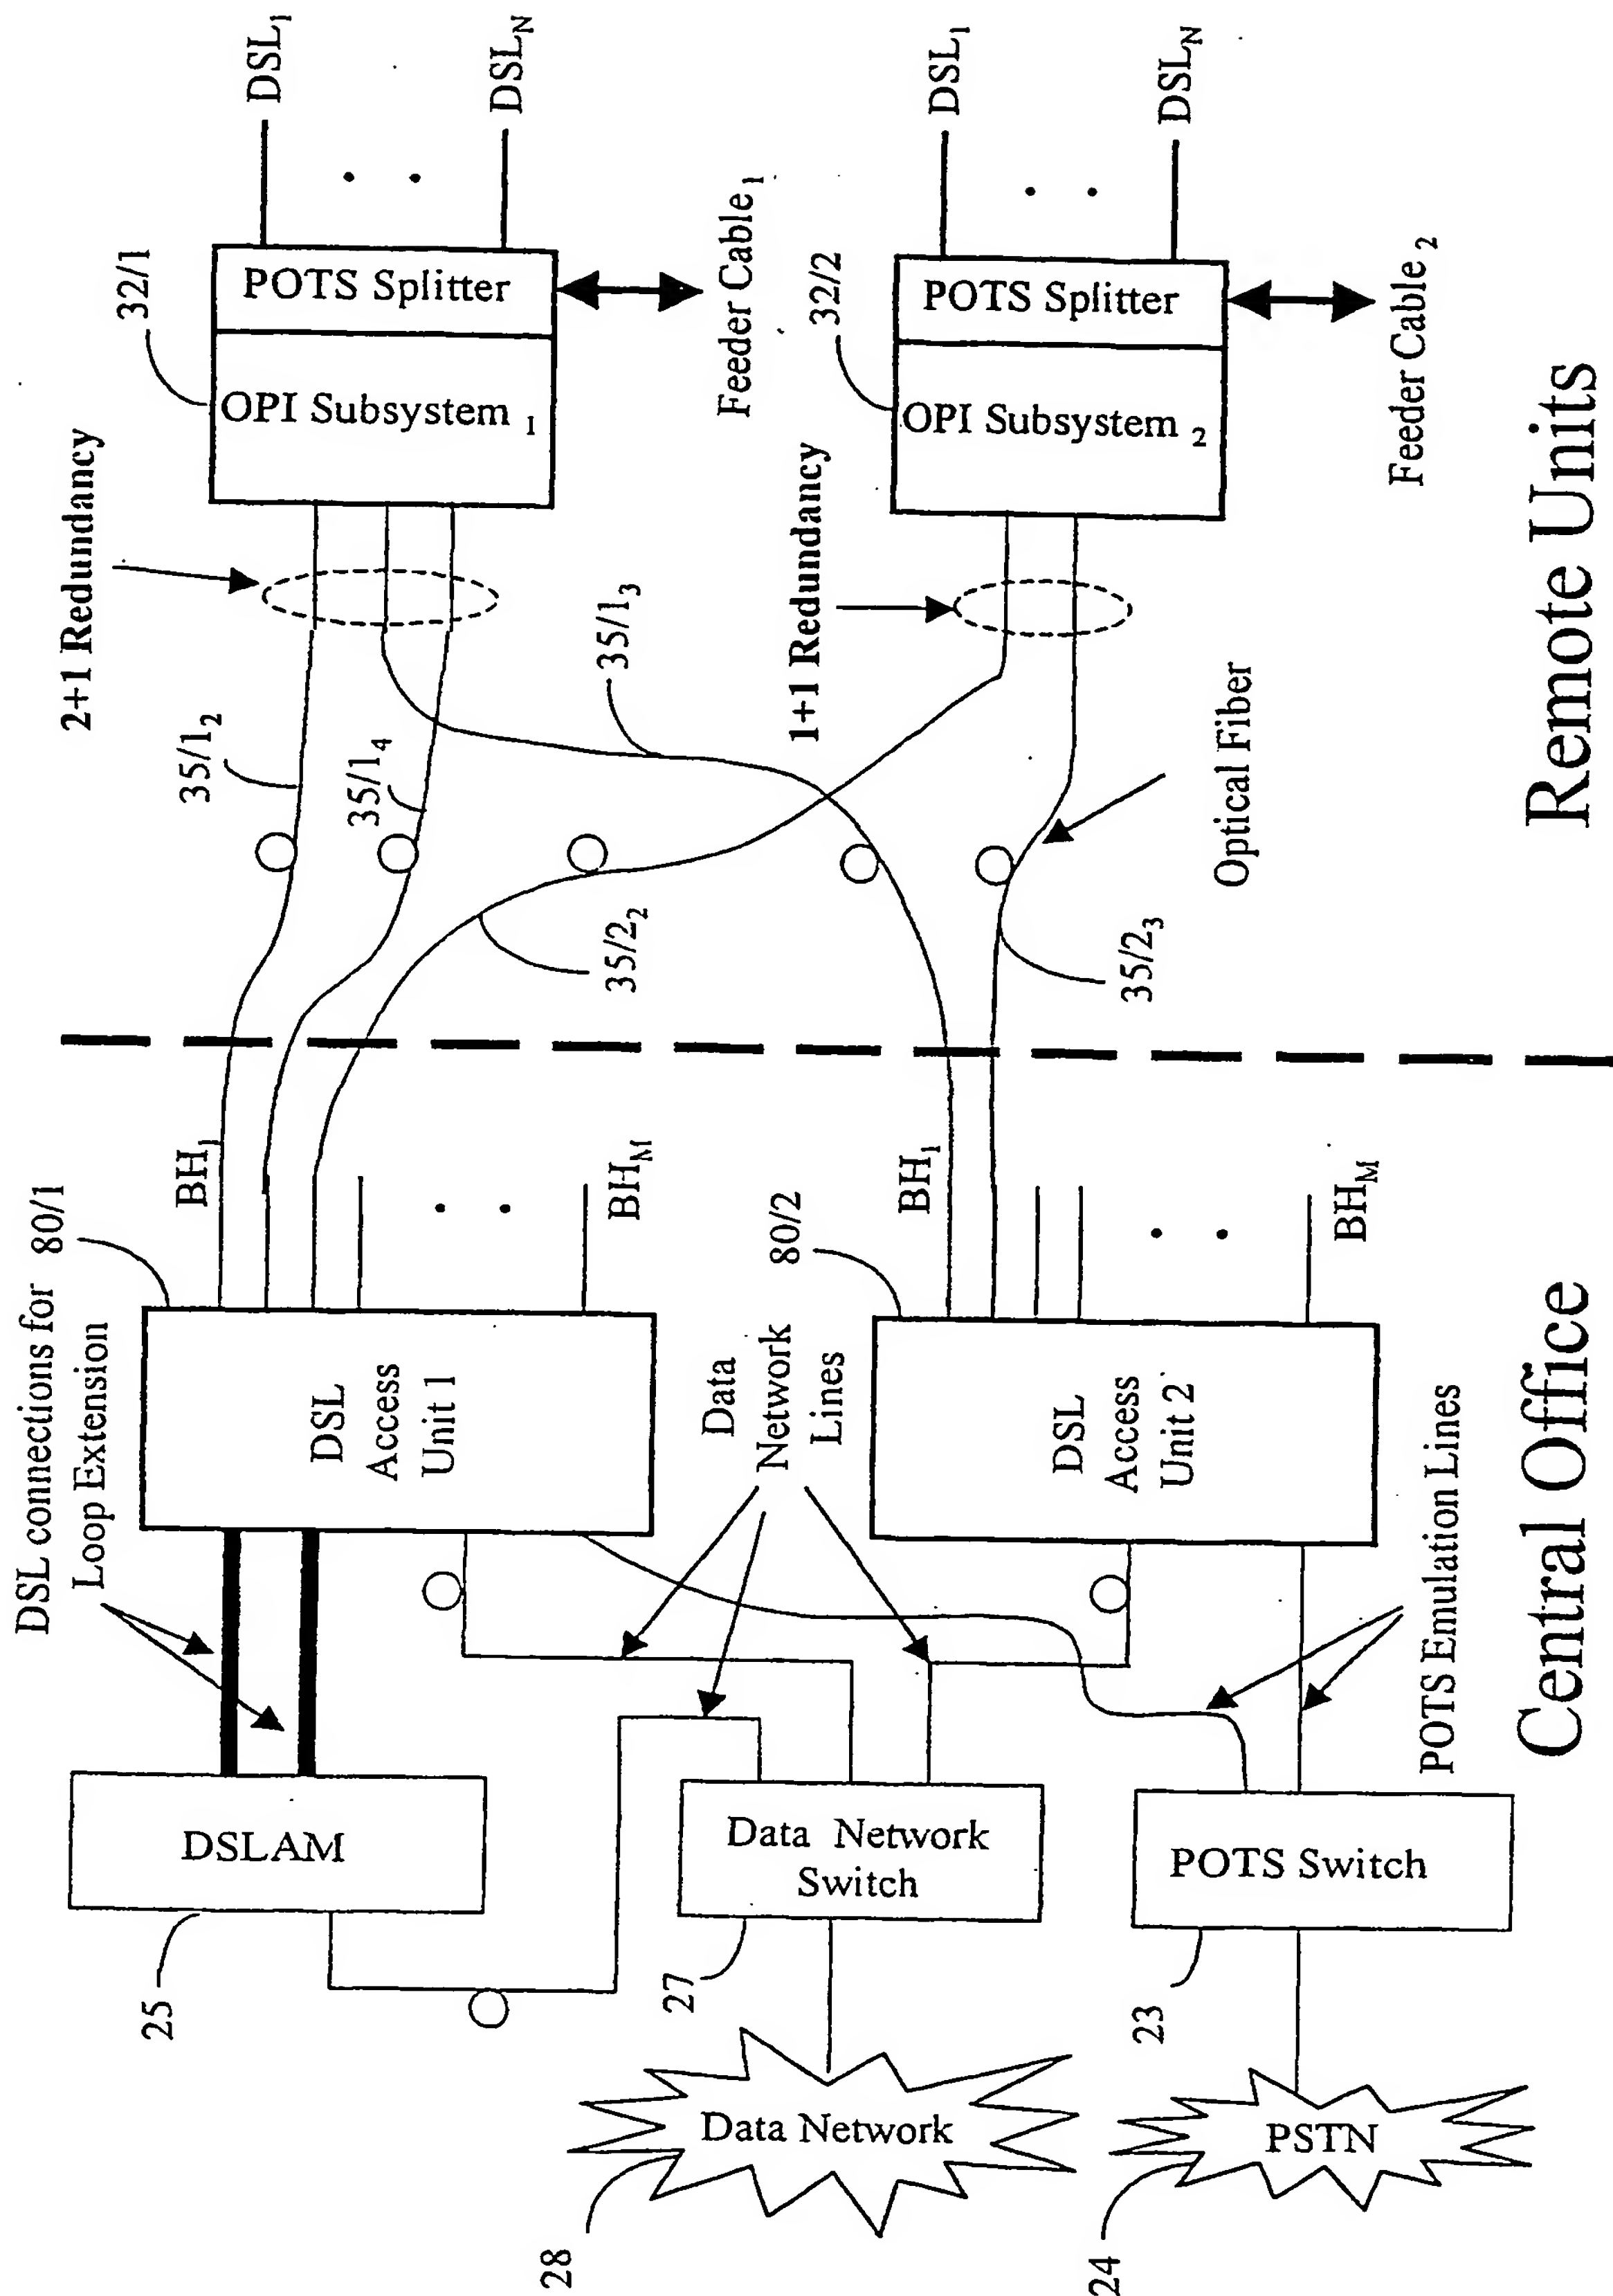 DSL1
DSLN
DSL1
DSLN
32/1
POTS Splitter
OPI Subsystem 1
Feeder Cable 1
32/2
POTS Splitter
OPI Subsystem 2
Feeder Cable 2
2+1 Redundancy
1+1 Redundancy
35/1₂
35/1₄
35/1₃
35/2₂
35/2₃
Optical Fiber
Remote Units
BH1
BHM
BH1
BHM
80/1
80/2
DSL connections for
Loop Extension
DSL
Access
Unit 1
Data
Network
Lines
DSL
Access
Unit 2
POTS Emulation Lines
Central Office
DSLAM
Data Network
Switch
POTS Switch
25
27
23
Data Network
PSTN
28
24